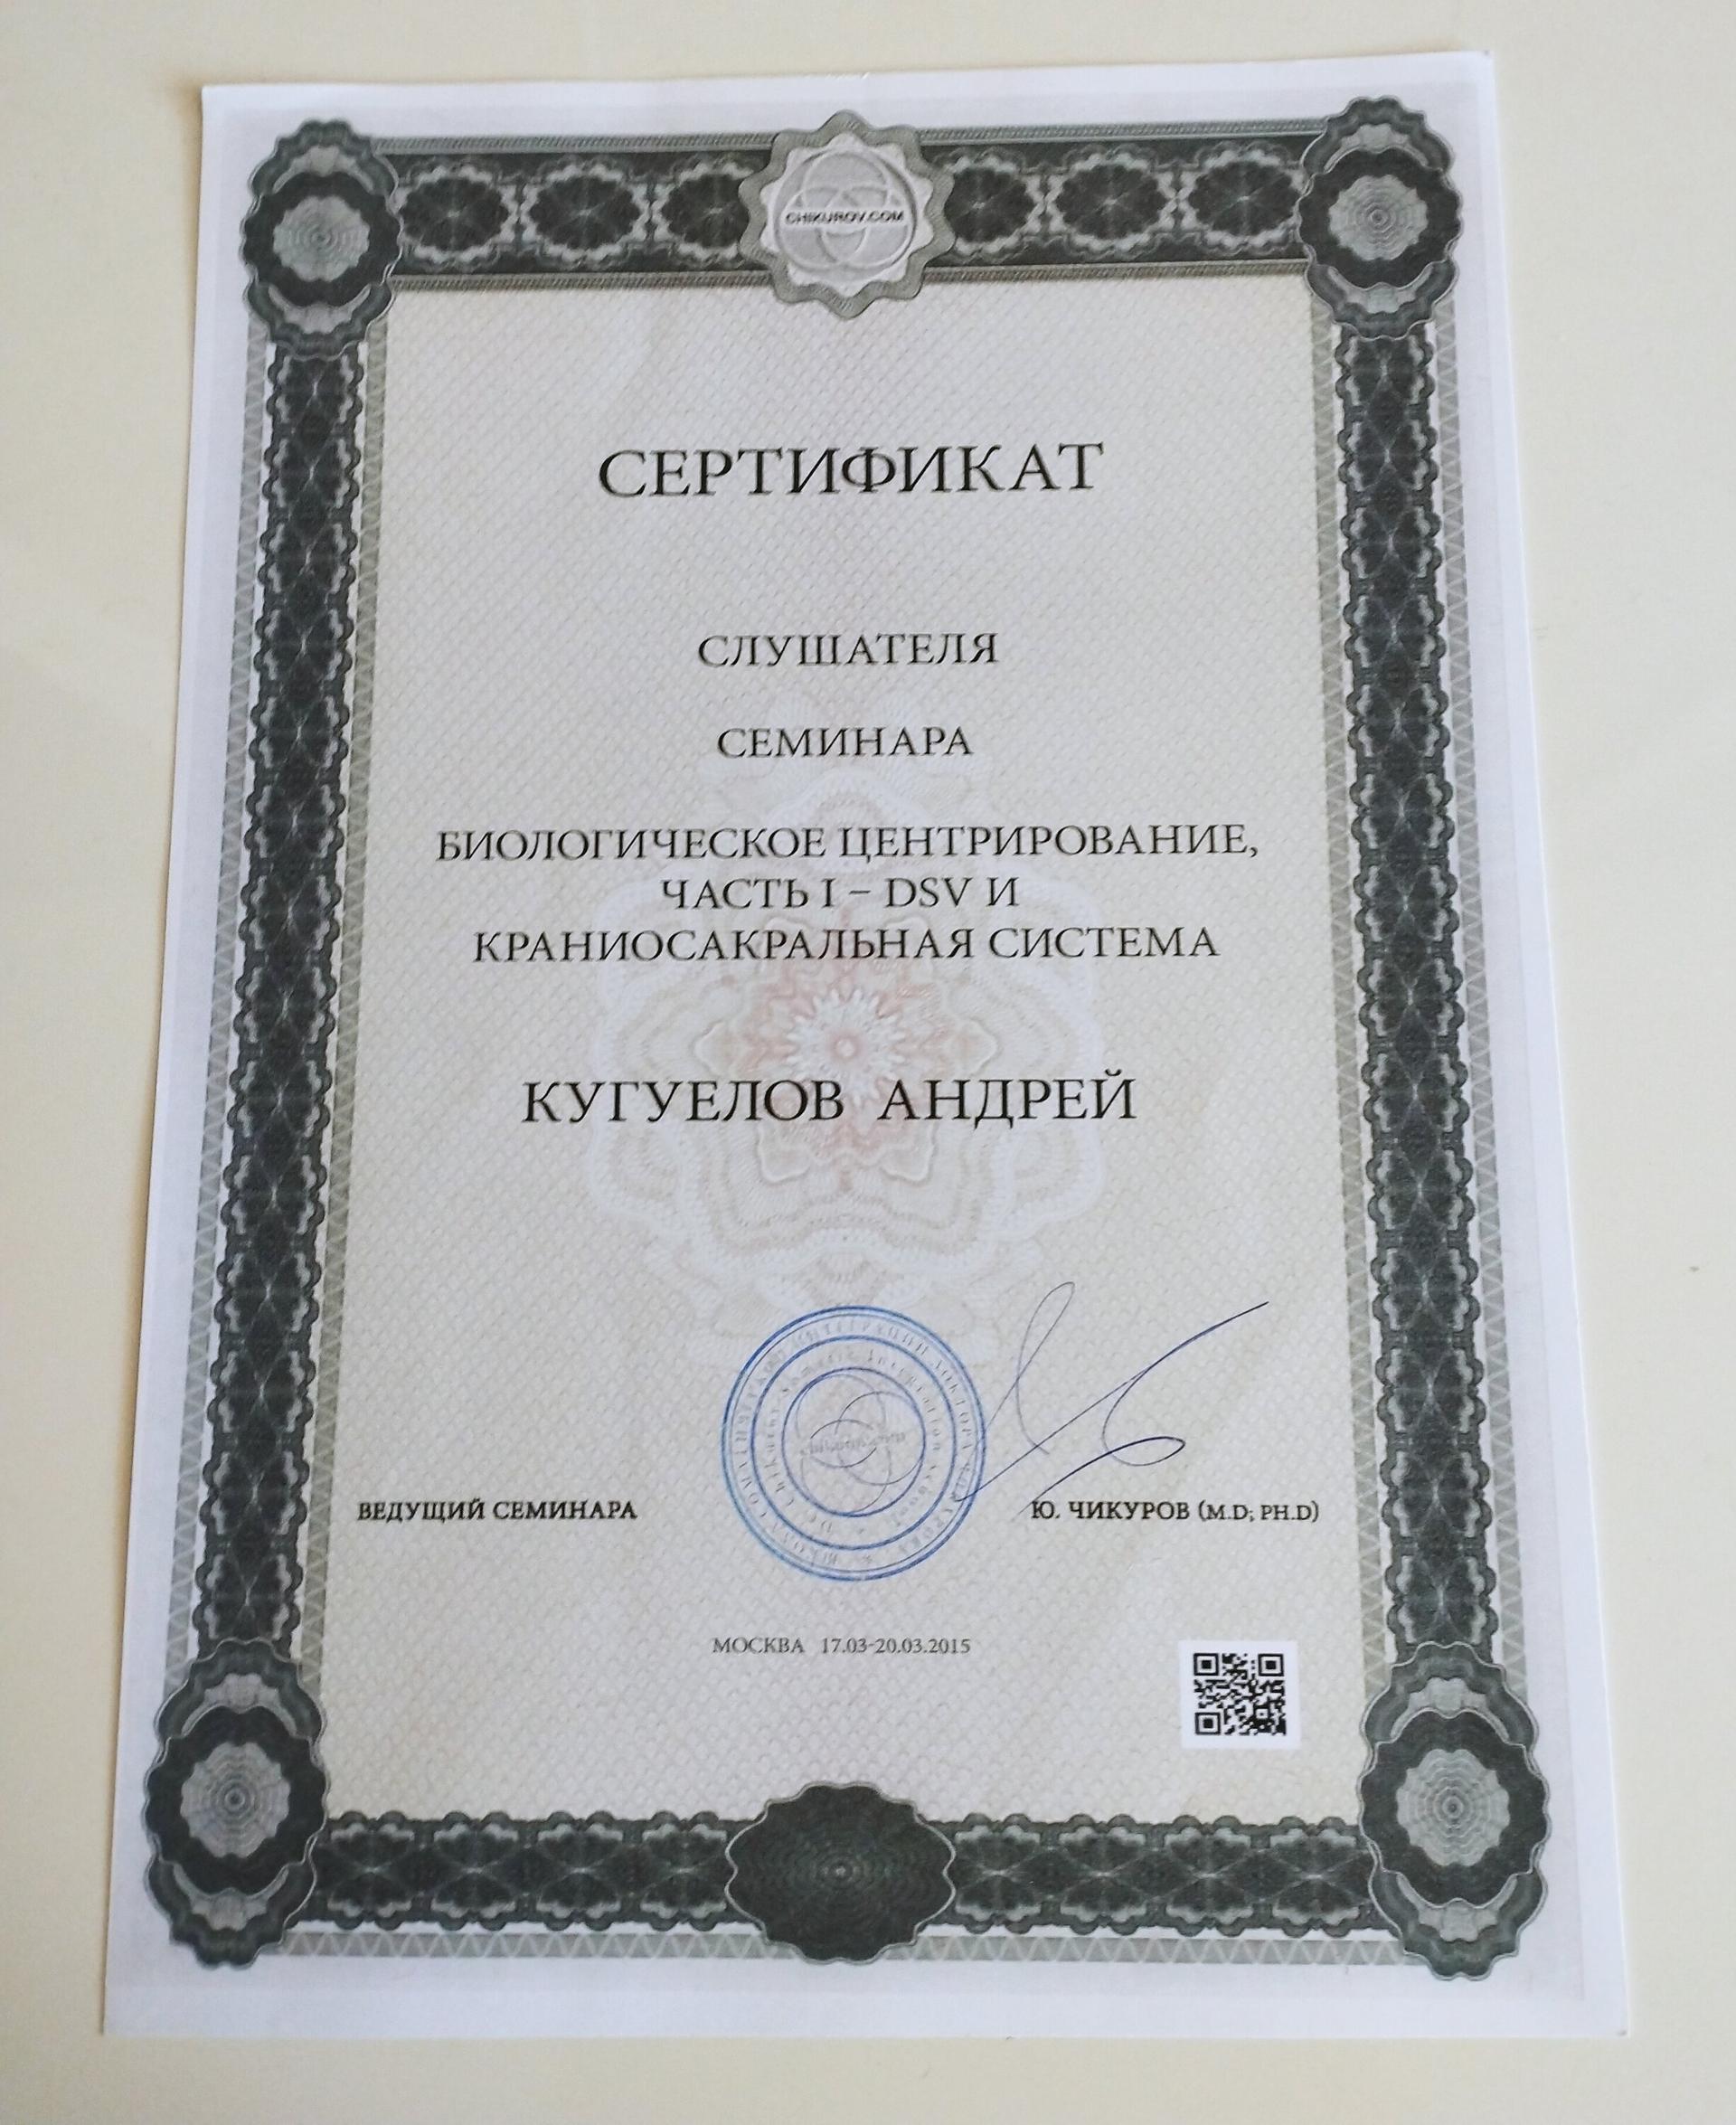 CHIKUROV.COM
СЕРТИФИКАТ
СЛУШАТЕЛЯ
СЕМИНАРА
БИОЛОГИЧЕСКОЕ ЦЕНТРИРОВАНИЕ,
ЧАСТЬ I – DSV И
КРАНИОСАКРАЛЬНАЯ СИСТЕМА
КУГУЕЛОВ АНДРЕЙ
ВЕДУЩИЙ СЕМИНАРА
Ю. ЧИКУРОВ (M.D; PH.D)
МОСКВА 17.03-20.03.2015